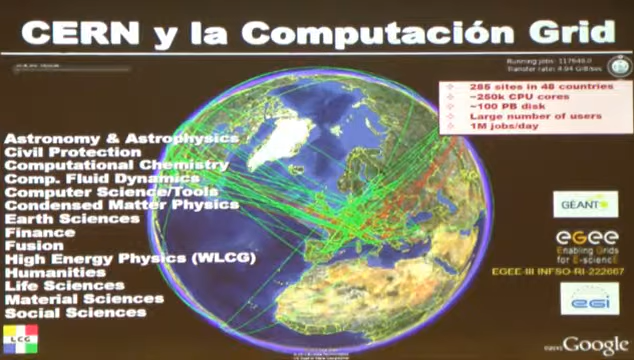 CERN y la Computación Grid
Running jobs: 117646.0
Transfer rate: 8.94 GiB/sec
285 sites in 48 countries
~250k CPU cores
~100 PB disk
Large number of users
1M jobs/day
Astronomy & Astrophysics
Civil Protection
Computational Chemistry
Comp. Fluid Dynamics
Computer Science/Tools
Condensed Matter Physics
Earth Sciences
Finance
Fusion
High Energy Physics (WLCG)
Humanities
Life Sciences
Material Sciences
Social Sciences
GEANT
eGee
Enabling Grids
for E-sciencE
EGEE-III INFSO-RI-222667
egi
LCG
Google